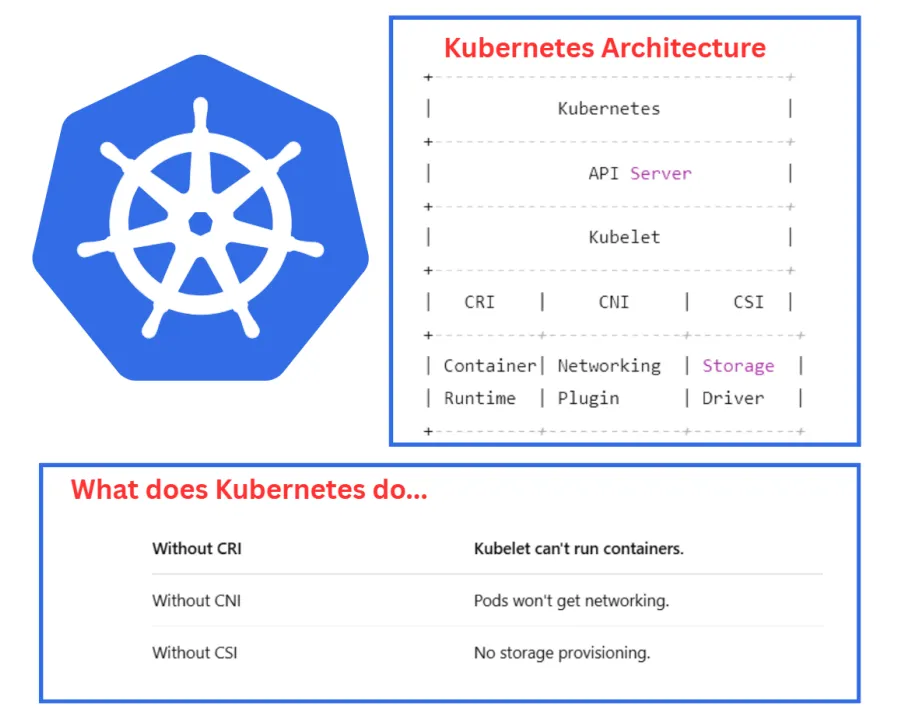 Kubernetes Architecture
+-----------------------------------+
| Kubernetes |
+-----------------------------------+
| API Server |
+-----------------------------------+
| Kubelet |
+-----------------------------------+
| CRI | CNI | CSI |
+-----------+-------------+-----------+
| Container| Networking | Storage |
| Runtime | Plugin | Driver |
+-----------+-------------+-----------+
What does Kubernetes do...
Without CRI Kubelet can't run containers.
Without CNI Pods won't get networking.
Without CSI No storage provisioning.